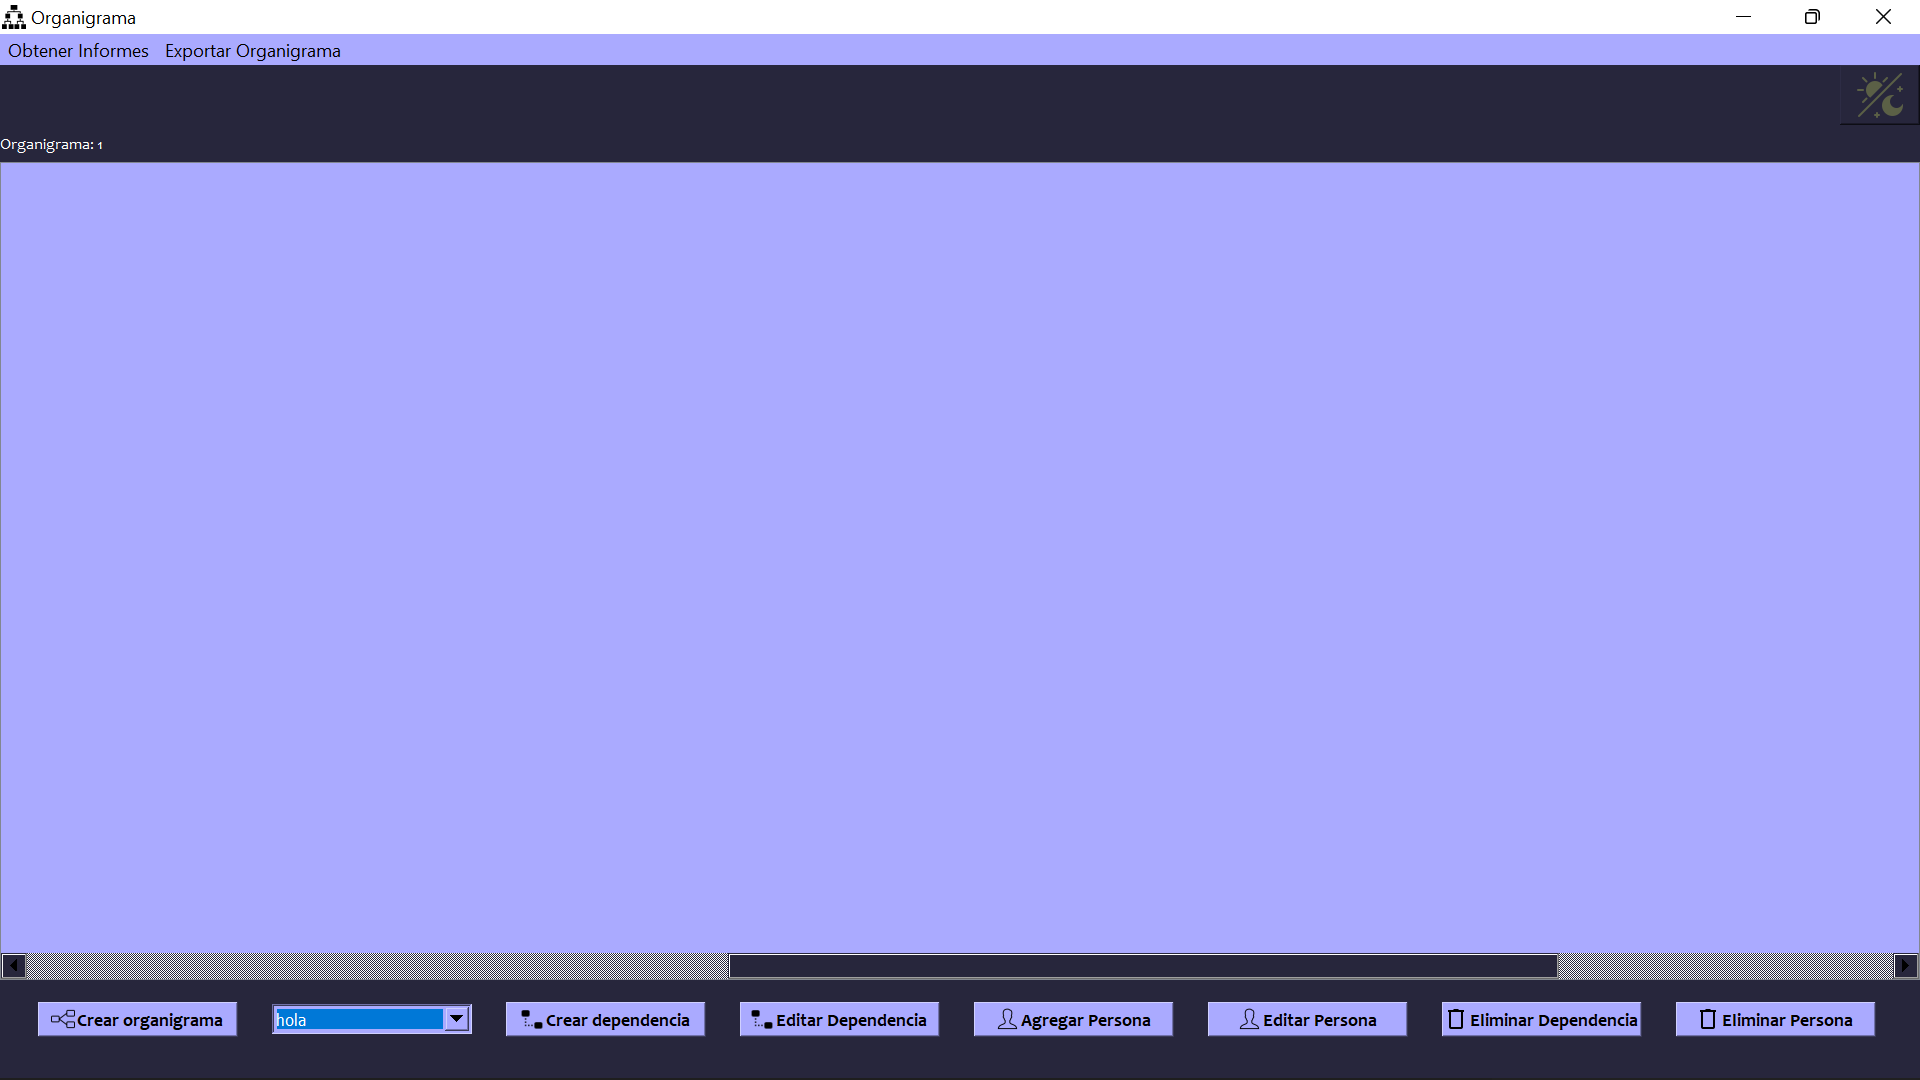 Organigrama
Obtener Informes Exportar Organigrama
Organigrama: 1
Crear organigrama hola Crear dependencia Editar Dependencia Agregar Persona Editar Persona Eliminar Dependencia Eliminar Persona